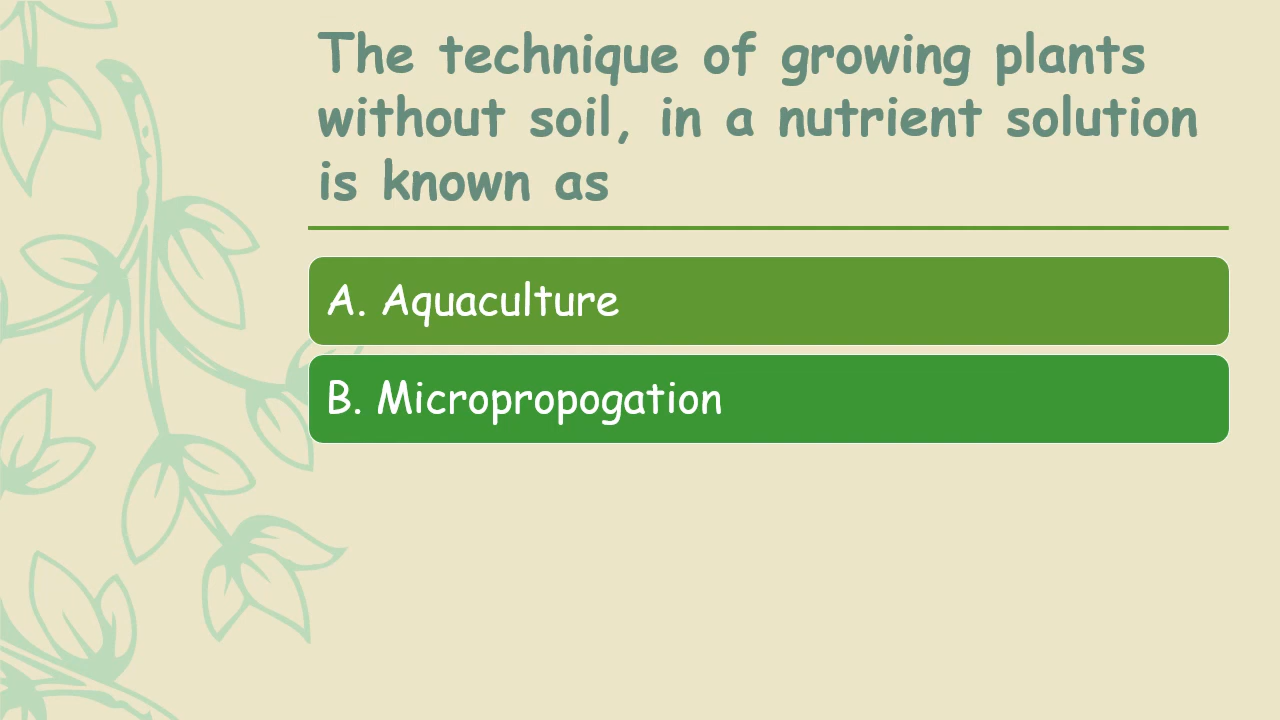 The technique of growing plants
without soil, in a nutrient solution
is known as
A. Aquaculture
B. Micropropogation